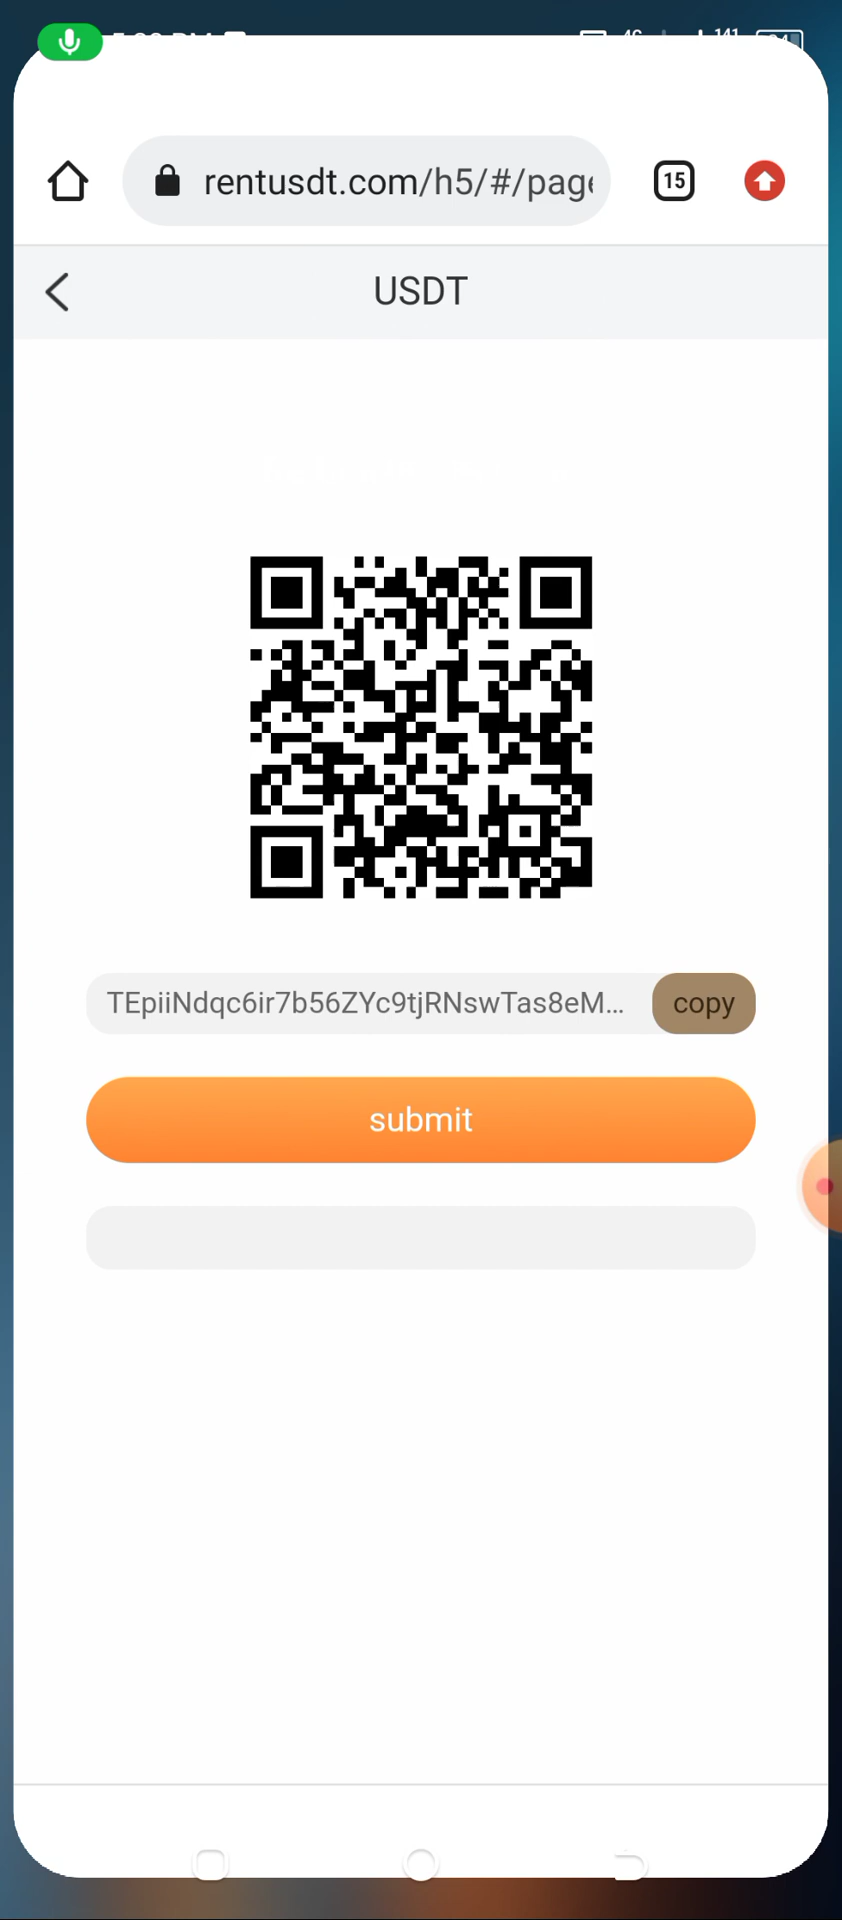 rentusdt.com/h5/#/page
15
USDT
TEpiiNdqc6ir7b56ZYc9tjRNswTas8eM...
copy
submit